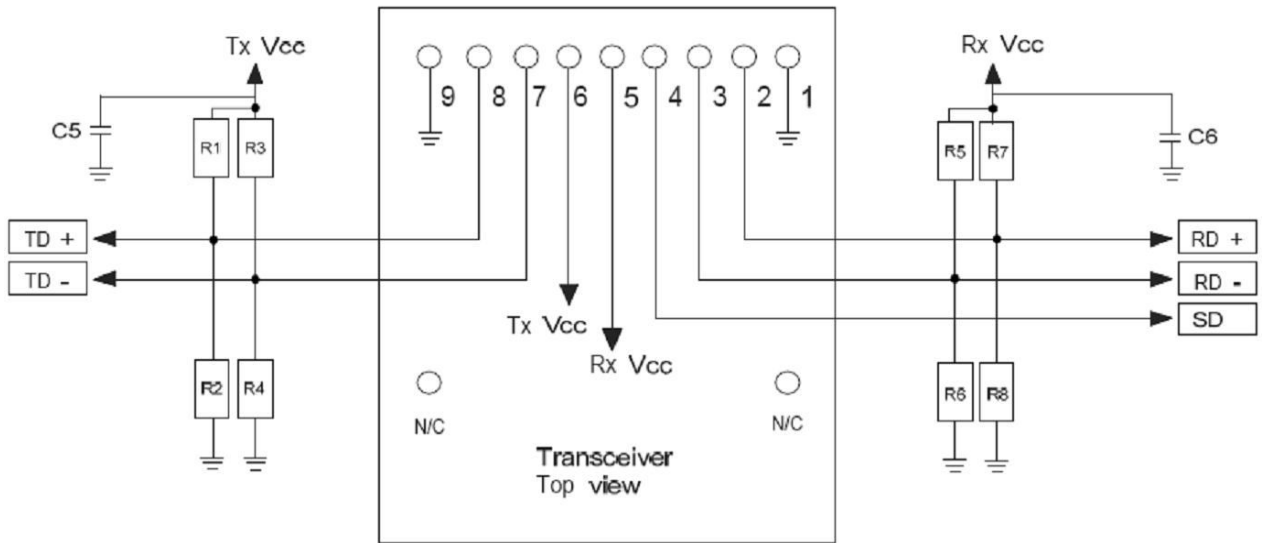 Tx Vcc
Rx Vcc
9 8 7 6 5 4 3 2 1
C5
R1 R3
R5 R7
C6
TD +
RD +
TD -
RD -
SD
Tx Vcc
Rx Vcc
R2 R4
R6 R8
N/C
N/C
Transceiver
Top view